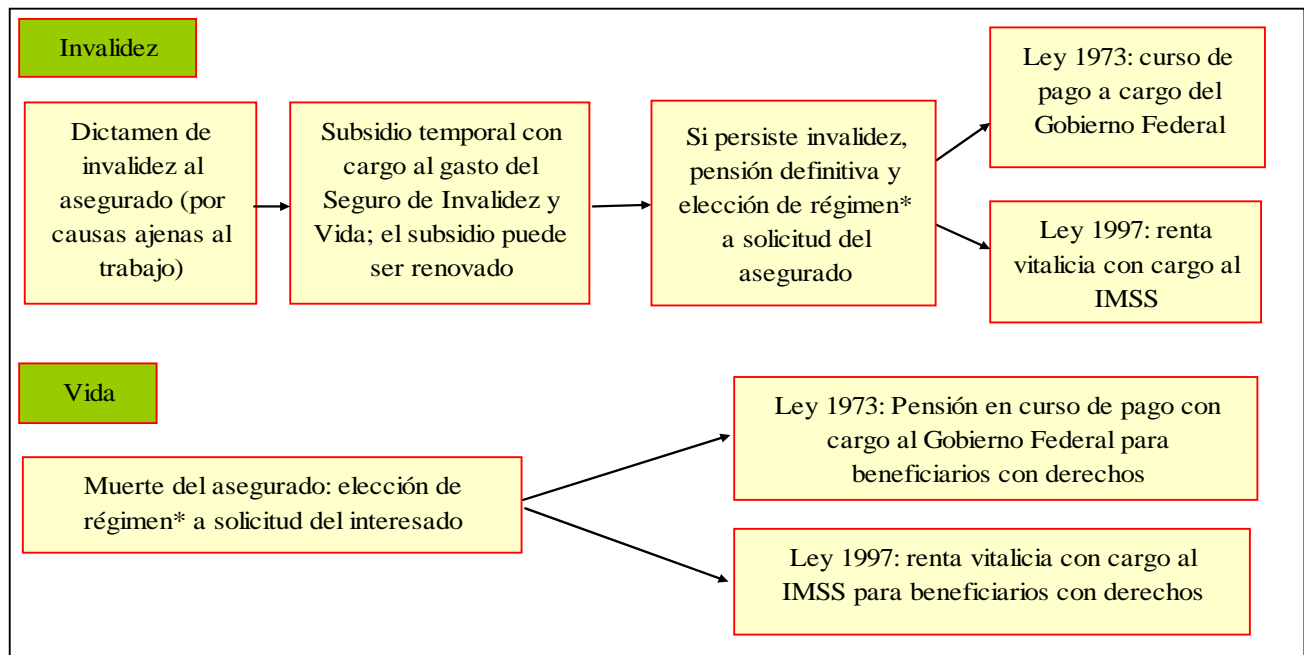 Invalidez
Dictamen de
invalidez al
asegurado (por
causas ajenas al
trabajo)
Subsidio temporal con
cargo al gasto del
Seguro de Invalidez y
Vida; el subsidio puede
ser renovado
Si persiste invalidez,
pensión definitiva y
elección de régimen*
a solicitud del
asegurado
Ley 1973: curso de
pago a cargo del
Gobierno Federal
Ley 1997: renta
vitalicia con cargo al
IMSS
Vida
Muerte del asegurado: elección de
régimen* a solicitud del interesado
Ley 1973: Pensión en curso de pago con
cargo al Gobierno Federal para
beneficiarios con derechos
Ley 1997: renta vitalicia con cargo al
IMSS para beneficiarios con derechos